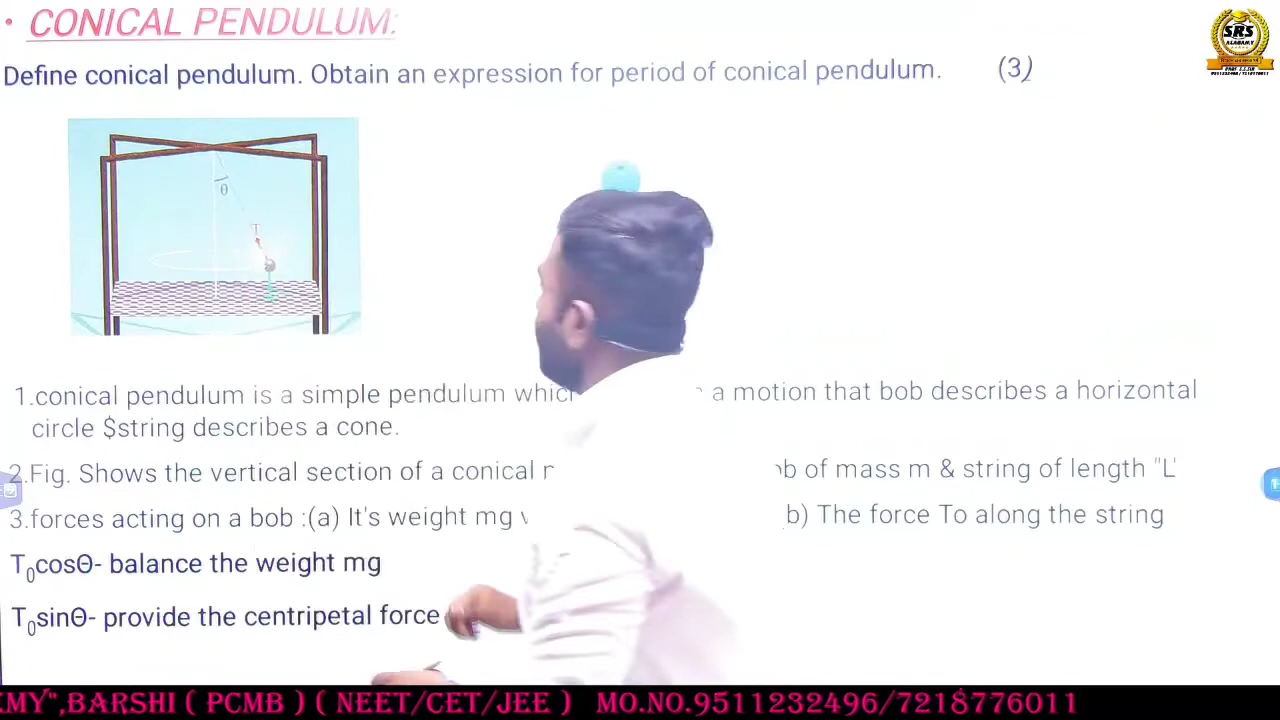 • CONICAL PENDULUM:
Define conical pendulum. Obtain an expression for period of conical pendulum. (3)
SRS
θ
T
1.conical pendulum is a simple pendulum a motion that bob describes a horizontal
circle $string describes a cone.
2.Fig. Shows the vertical section of a conical of mass m & string of length "L"
3.forces acting on a bob :(a) It's weight mg b) The force To along the string
T₀cosΘ- balance the weight mg
T₀sinΘ- provide the centripetal force
EMY",BARSHI ( PCMB ) ( NEET/CET/JEE ) MO.NO.9511232496/7218776011